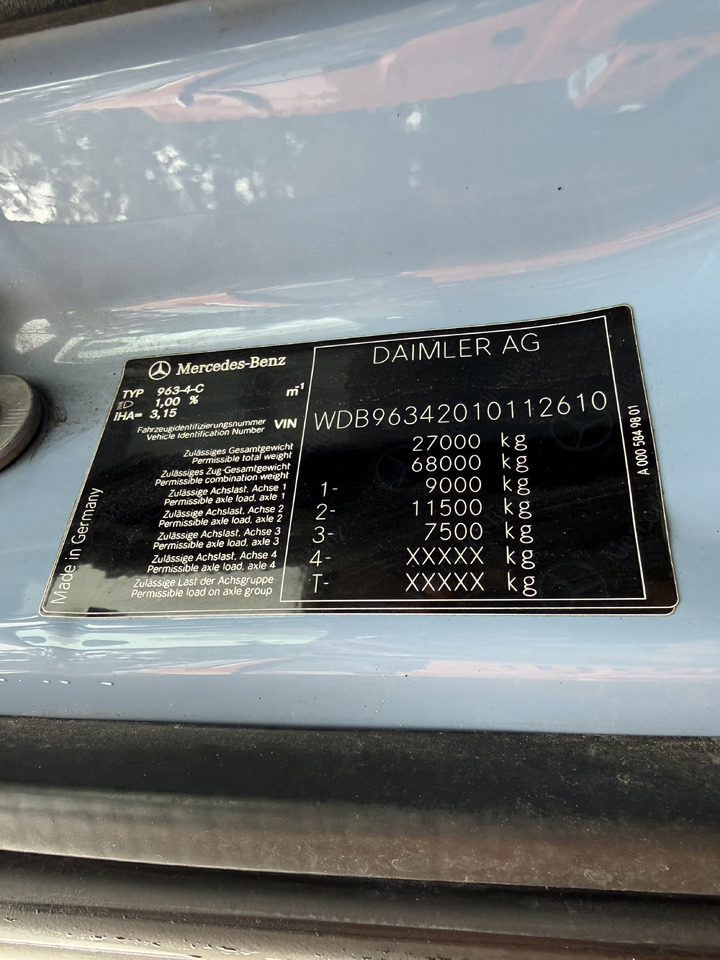 Mercedes-Benz
DAIMLER AG
TYP 963-4-C
1,00 % m⁻¹
iHA= 3,15
Fahrzeugidentifizierungsnummer
Vehicle Identification Number VIN WDB96342010112610
Zulässiges Gesamtgewicht
Permissible total weight 27000 kg
Zulässiges Zug-Gesamtgewicht
Permissible combination weight 68000 kg
Zulässige Achslast, Achse 1
Permissible axle load, axle 1 1- 9000 kg
Zulässige Achslast, Achse 2
Permissible axle load, axle 2 2- 11500 kg
Zulässige Achslast, Achse 3
Permissible axle load, axle 3 3- 7500 kg
Zulässige Achslast, Achse 4
Permissible axle load, axle 4 4- XXXXX kg
Zulässige Last der Achsgruppe
Permissible load on axle group T- XXXXX kg
Made in Germany
A 000 584 98 01